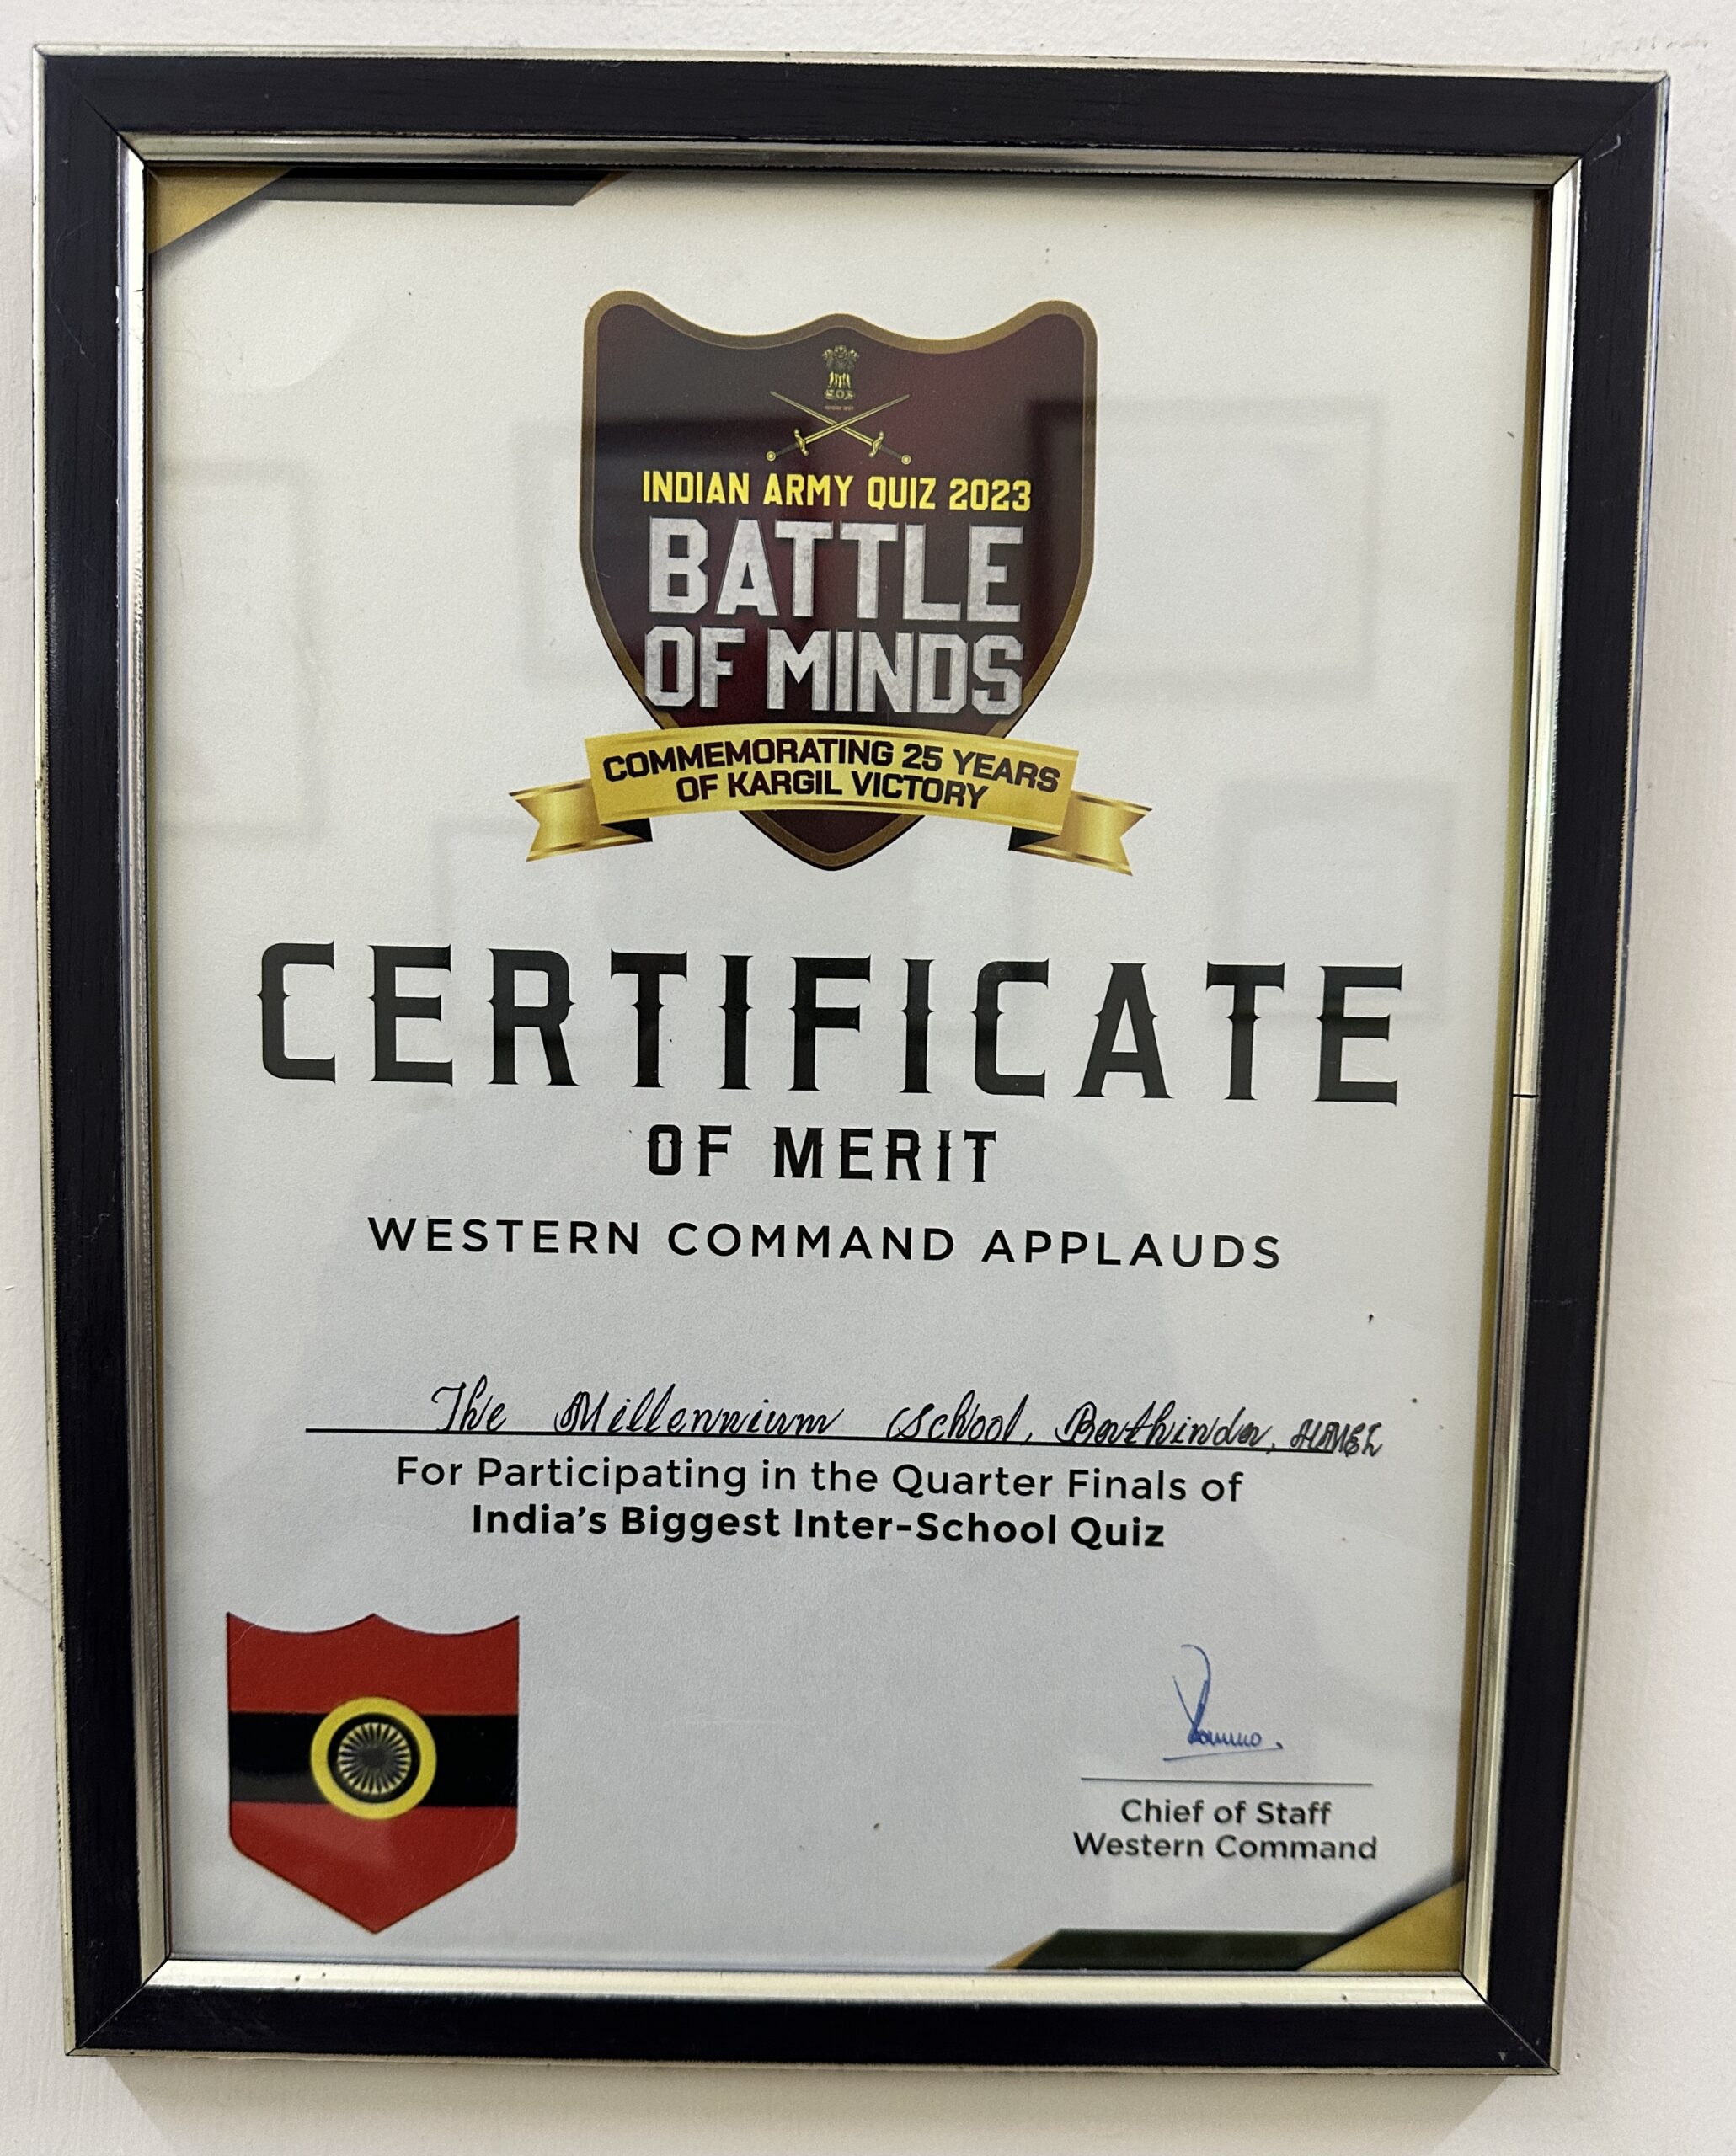 INDIAN ARMY QUIZ 2023
BATTLE
OF MINDS
COMMEMORATING 25 YEARS
OF KARGIL VICTORY
CERTIFICATE
OF MERIT
WESTERN COMMAND APPLAUDS
The Millennium School, Bathinda, HMEL
For Participating in the Quarter Finals of
India's Biggest Inter-School Quiz
Chief of Staff
Western Command